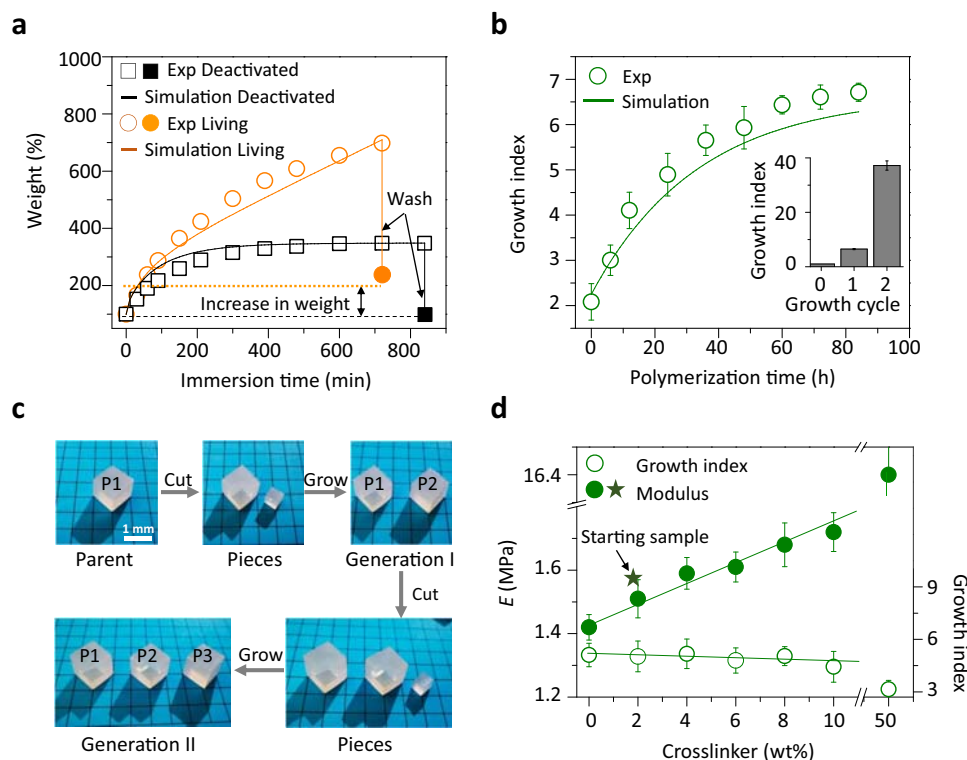 a
1000
800
600
400
200
0
200
400
600
800
Weight (%)
Immersion time (min)
Exp Deactivated
Simulation Deactivated
Exp Living
Simulation Living
Wash
Increase in weight
b
7
6
5
4
3
2
0
20
40
60
80
100
Growth index
Polymerization time (h)
Exp
Simulation
40
20
0
0
1
2
Growth index
Growth cycle
c
P1
1 mm
Parent
Cut
Pieces
Grow
P1
P2
Generation I
Cut
P1
P2
P3
Generation II
Grow
Pieces
d
16.4
1.6
1.4
1.2
E (MPa)
Growth index
Modulus
Starting sample
9
6
3
Growth index
0
2
4
6
8
10
50
Crosslinker (wt%)